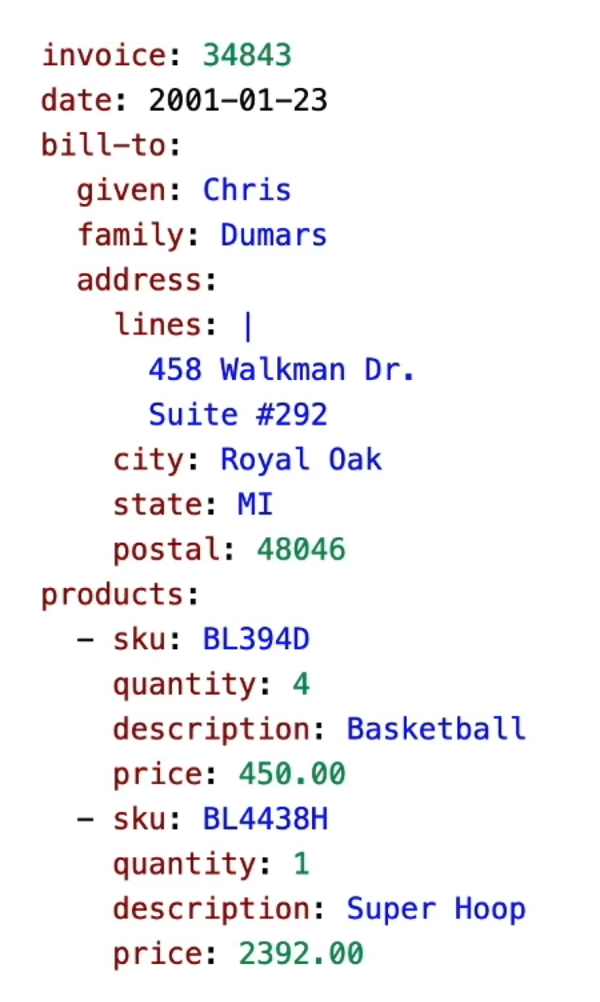 invoice: 34843
date: 2001-01-23
bill-to:
  given: Chris
  family: Dumars
  address:
    lines: |
      458 Walkman Dr.
      Suite #292
    city: Royal Oak
    state: MI
    postal: 48046
products:
  - sku: BL394D
    quantity: 4
    description: Basketball
    price: 450.00
  - sku: BL4438H
    quantity: 1
    description: Super Hoop
    price: 2392.00